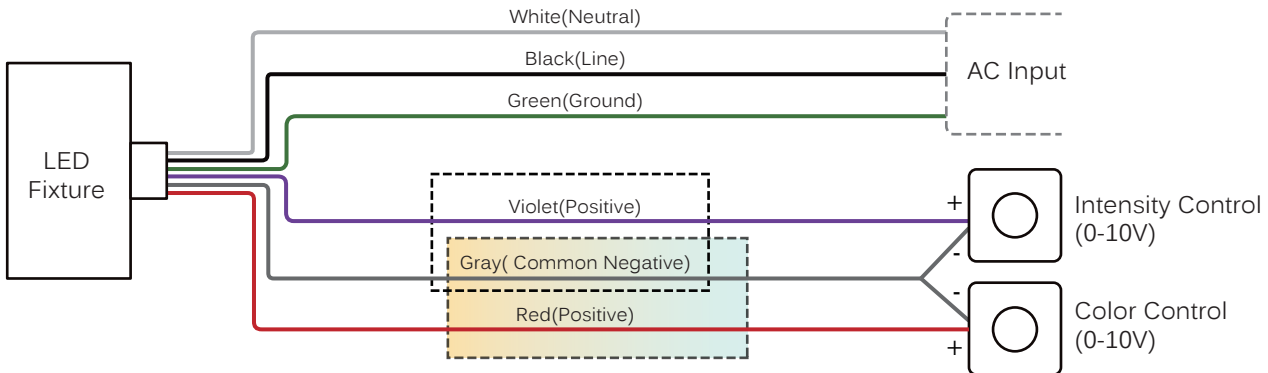 White(Neutral)
Black(Line)
AC Input
Green(Ground)
LED
Fixture
Violet(Positive)
+
Intensity Control
(0-10V)
-
Gray( Common Negative)
-
Red(Positive)
+
Color Control
(0-10V)